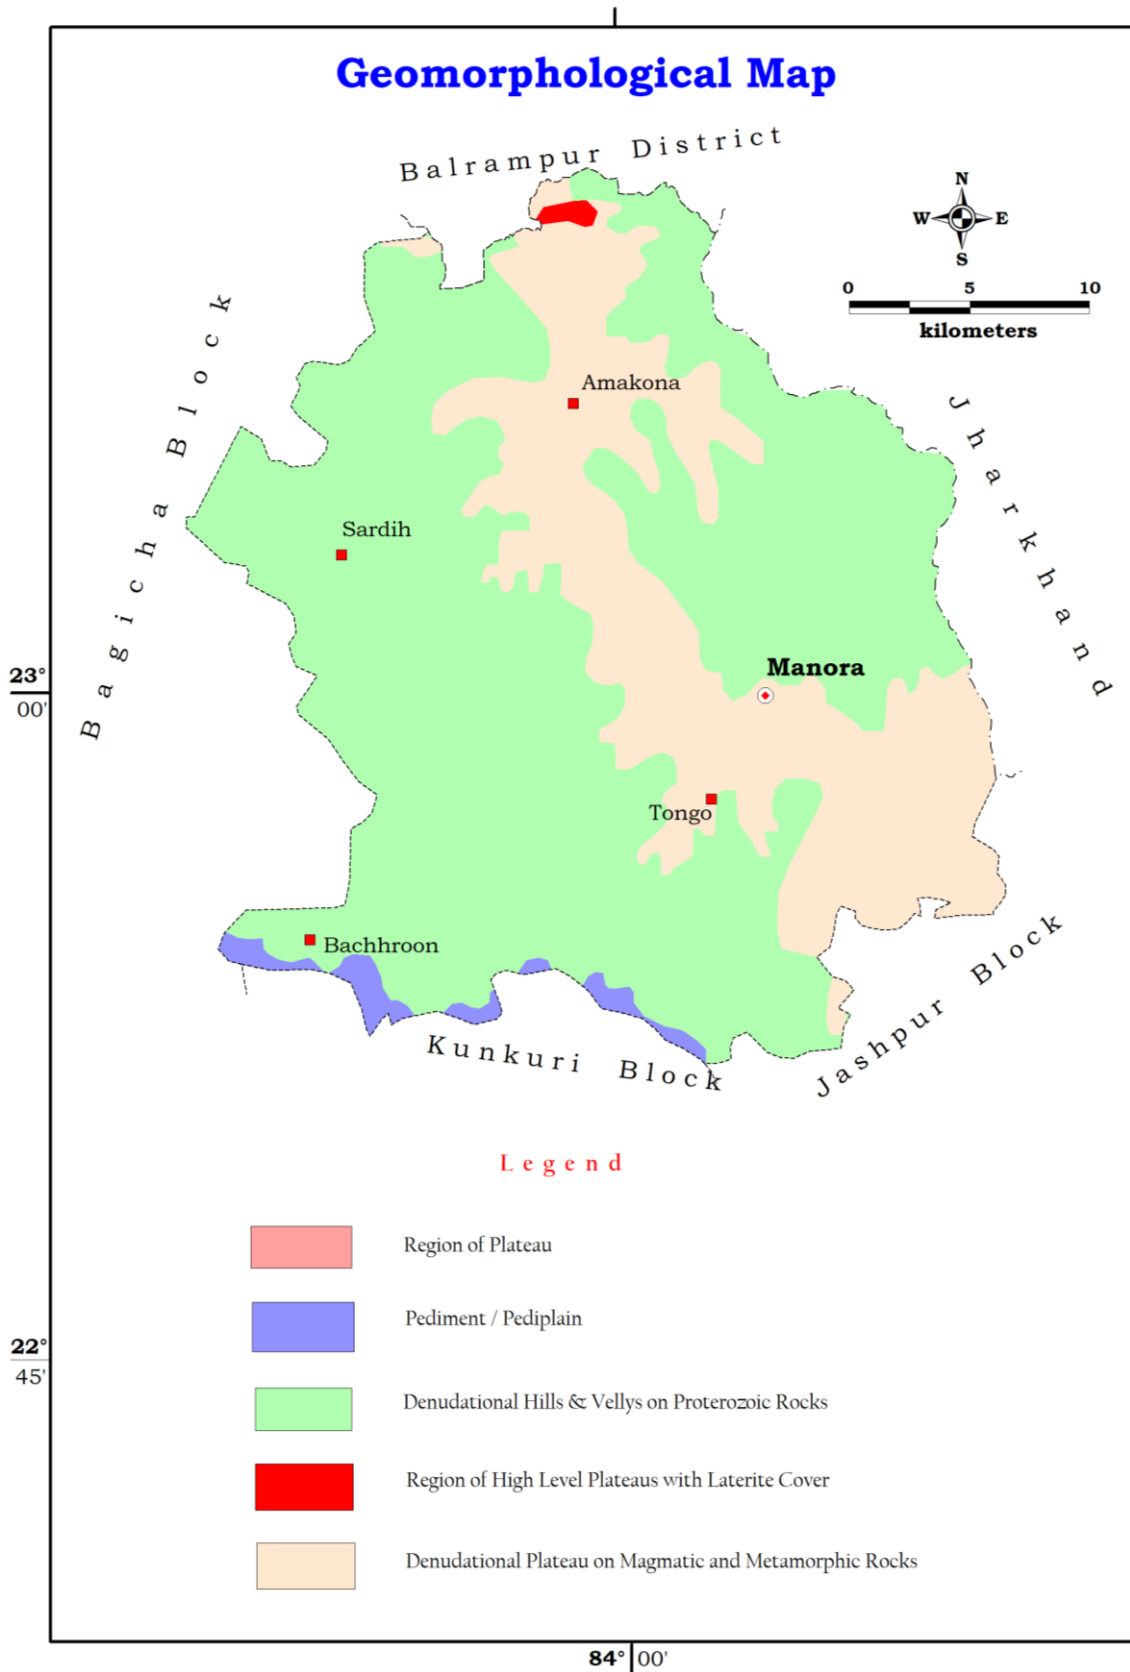 Geomorphological Map
Balrampur District
N
W E
S
0 5 10
kilometers
Bagicha Block
Jharkhand
Amakona
Sardih
Manora
23°
00'
Tongo
Bachhroon
Kunkuri Block
Jashpur Block
Legend
Region of Plateau
Pediment / Pediplain
22°
45'
Denudational Hills & Vellys on Proterozoic Rocks
Region of High Level Plateaus with Laterite Cover
Denudational Plateau on Magmatic and Metamorphic Rocks
84° 00'